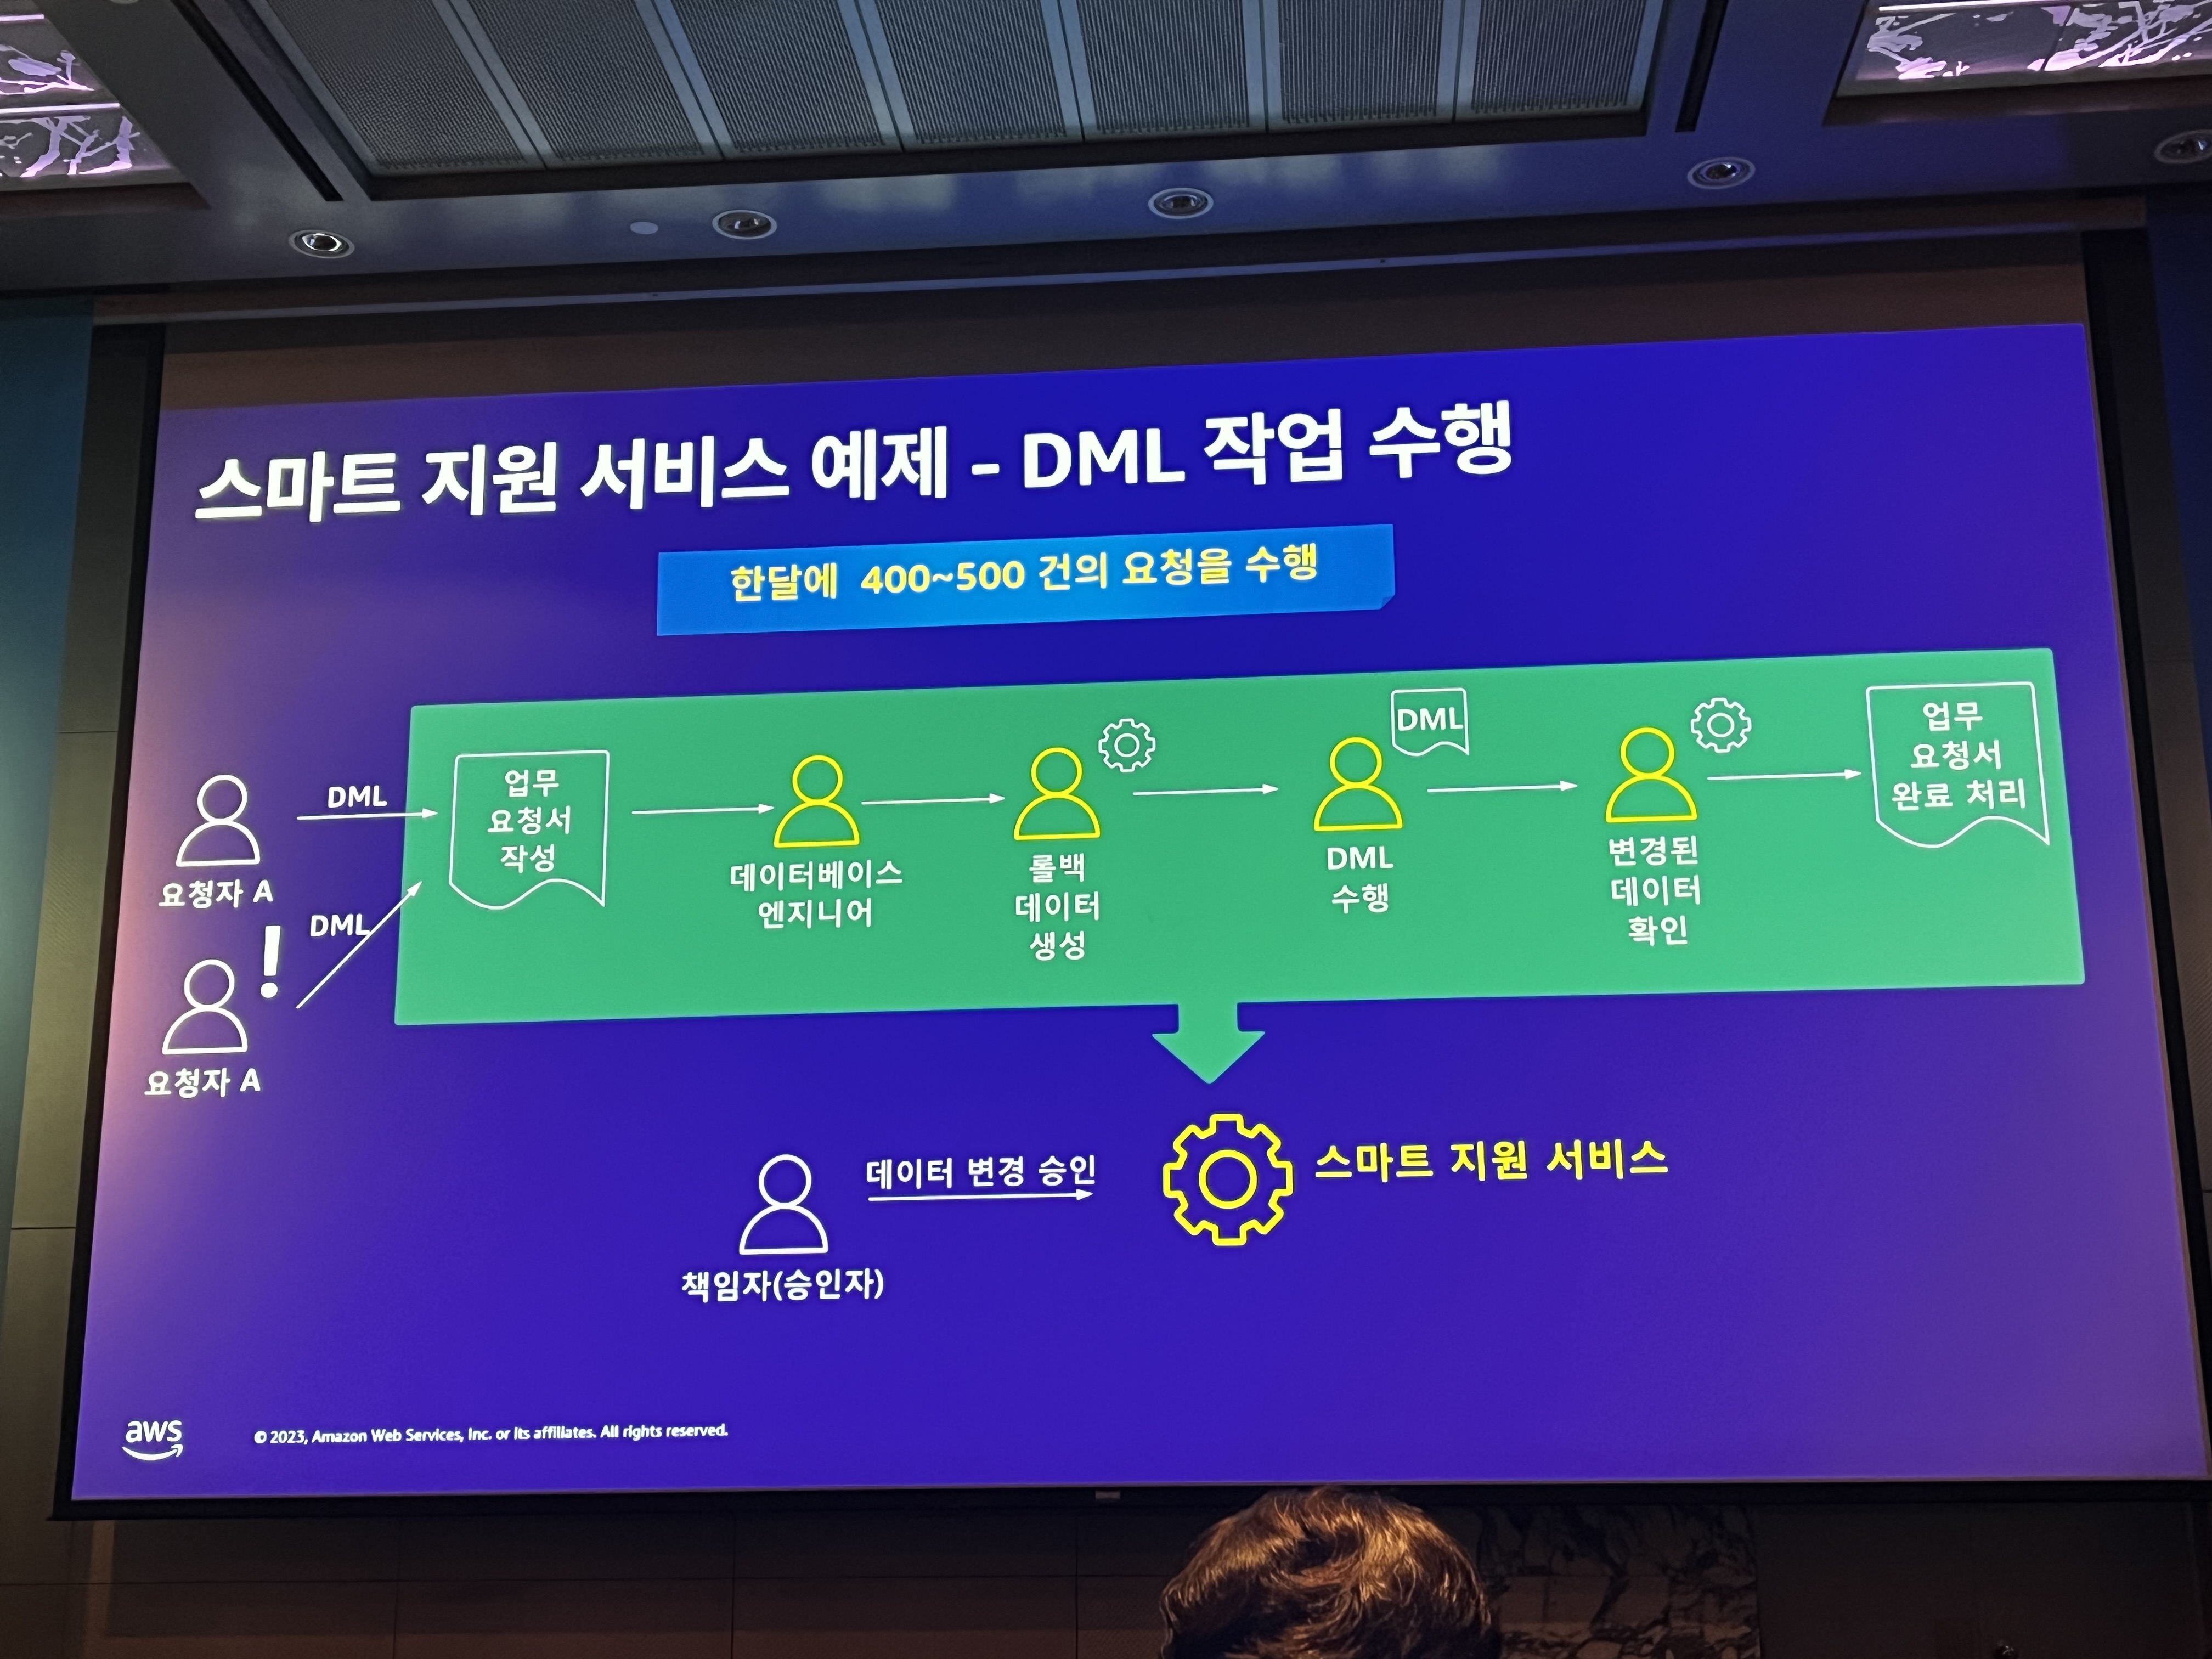 스마트 지원 서비스 예제 - DML 작업 수행
한달에 400~500 건의 요청을 수행
요청자 A
DML
요청자 A
!
DML
업무
요청서
작성
데이터베이스
엔지니어
롤백
데이터
생성
DML
DML
수행
변경된
데이터
확인
업무
요청서
완료 처리
책임자(승인자)
데이터 변경 승인
스마트 지원 서비스
aws
© 2023, Amazon Web Services, Inc. or its affiliates. All rights reserved.